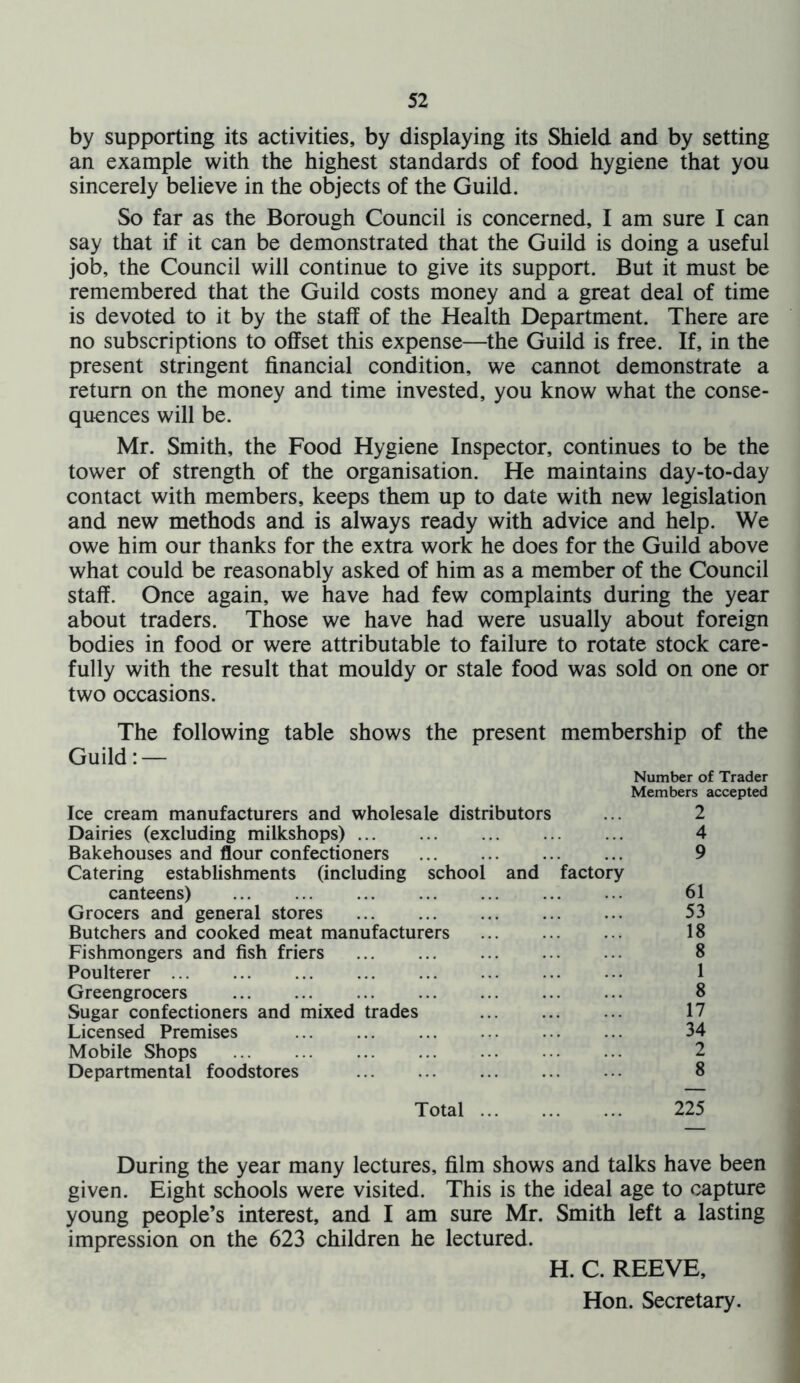 52
by supporting its activities, by displaying its Shield and by setting
an example with the highest standards of food hygiene that you
sincerely believe in the objects of the Guild.
So far as the Borough Council is concerned, I am sure I can
say that if it can be demonstrated that the Guild is doing a useful
job, the Council will continue to give its support. But it must be
remembered that the Guild costs money and a great deal of time
is devoted to it by the staff of the Health Department. There are
no subscriptions to offset this expense—the Guild is free. If, in the
present stringent financial condition, we cannot demonstrate a
return on the money and time invested, you know what the conse-
quences will be.
Mr. Smith, the Food Hygiene Inspector, continues to be the
tower of strength of the organisation. He maintains day-to-day
contact with members, keeps them up to date with new legislation
and new methods and is always ready with advice and help. We
owe him our thanks for the extra work he does for the Guild above
what could be reasonably asked of him as a member of the Council
staff. Once again, we have had few complaints during the year
about traders. Those we have had were usually about foreign
bodies in food or were attributable to failure to rotate stock care-
fully with the result that mouldy or stale food was sold on one or
two occasions.
The following table shows the present membership of the
Guild:—
Number of Trader
Members accepted
Ice cream manufacturers and wholesale distributors ... 2
Dairies (excluding milkshops) ... ... ... ... ... 4
Bakehouses and flour confectioners ... ... ... ... 9
Catering establishments (including school and factory
canteens) ... ... ... ... ... ... ... 61
Grocers and general stores ... ... ... ... ... 53
Butchers and cooked meat manufacturers ... ... ... 18
Fishmongers and fish friers ... ... ... ... ... 8
Poulterer ... ... ... ... ... ... ... ... 1
Greengrocers ... ... ... ... ... ... ... 8
Sugar confectioners and mixed trades ... ... ... 17
Licensed Premises ... ... ... ... ... ... 34
Mobile Shops ... ... ... ... ... ... ... 2
Departmental foodstores ... ... ... ... ... 8
Total ... ... ... 225
During the year many lectures, film shows and talks have been
given. Eight schools were visited. This is the ideal age to capture
young people's interest, and I am sure Mr. Smith left a lasting
impression on the 623 children he lectured.
H. C. REEVE,
Hon. Secretary.